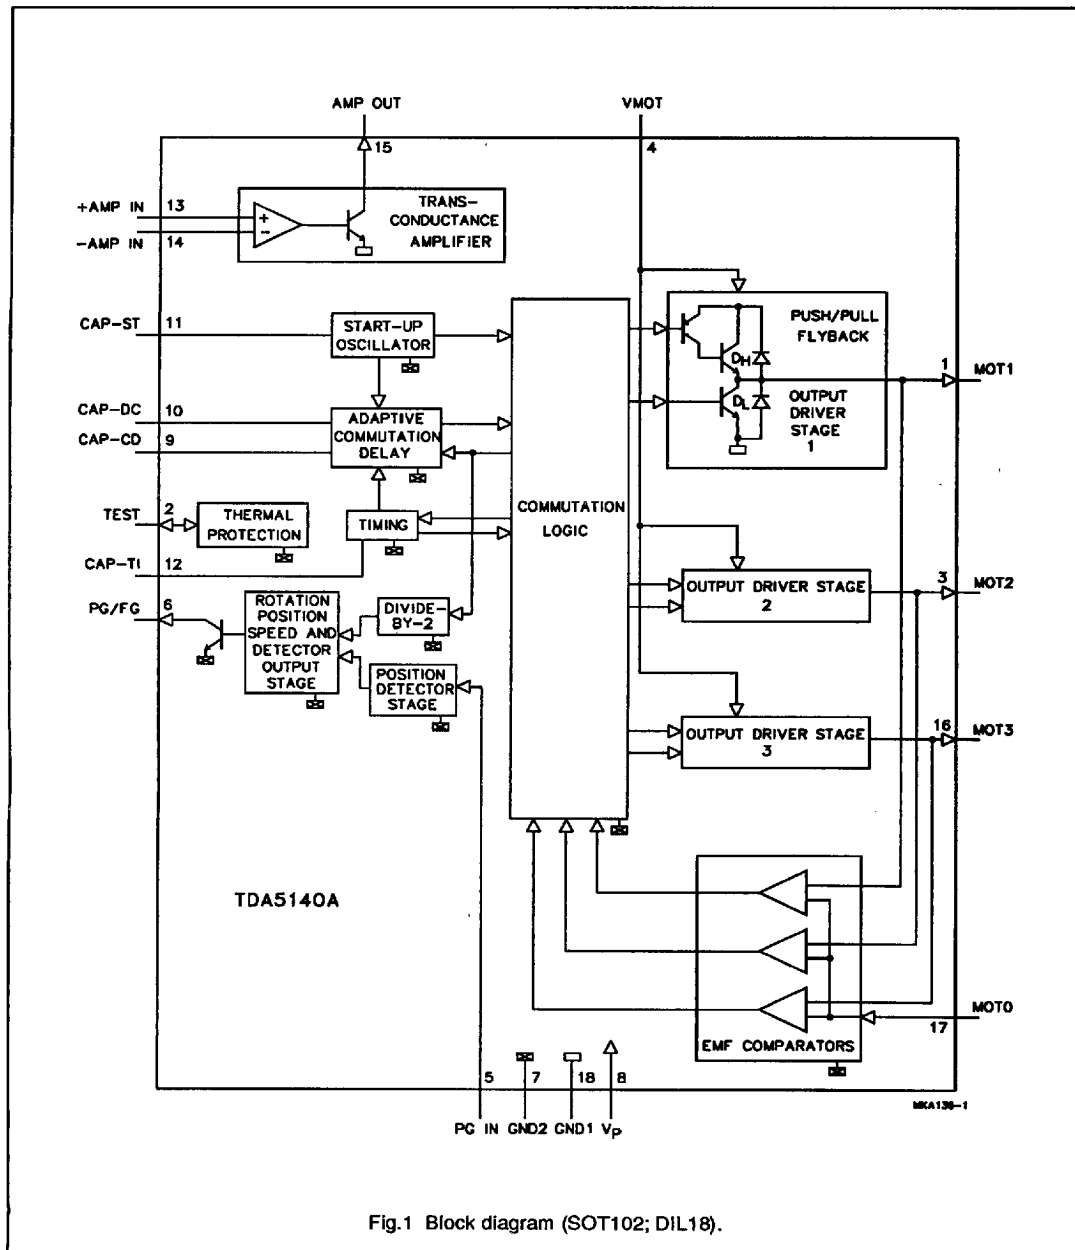 AMP OUT
VMOT
15
4
+AMP IN
13
-AMP IN
14
+
-
TRANS-
CONDUCTANCE
AMPLIFIER
CAP-ST
11
START-UP
OSCILLATOR
PUSH/PULL
FLYBACK
DH
DL
1
MOT1
OUTPUT
DRIVER
STAGE
1
CAP-DC
10
CAP-CD
9
ADAPTIVE
COMMUTATION
DELAY
COMMUTATION
LOGIC
TEST
2
THERMAL
PROTECTION
TIMING
CAP-TI
12
PG/FG
6
ROTATION
POSITION
SPEED AND
DETECTOR
OUTPUT
STAGE
DIVIDE-
BY-2
POSITION
DETECTOR
STAGE
OUTPUT DRIVER STAGE
2
3
MOT2
OUTPUT DRIVER STAGE
3
16
MOT3
TDA5140A
EMF COMPARATORS
17
MOT0
5
7
18
8
PG IN GND2 GND1 VP
MKA136-1
Fig.1 Block diagram (SOT102; DIL18).